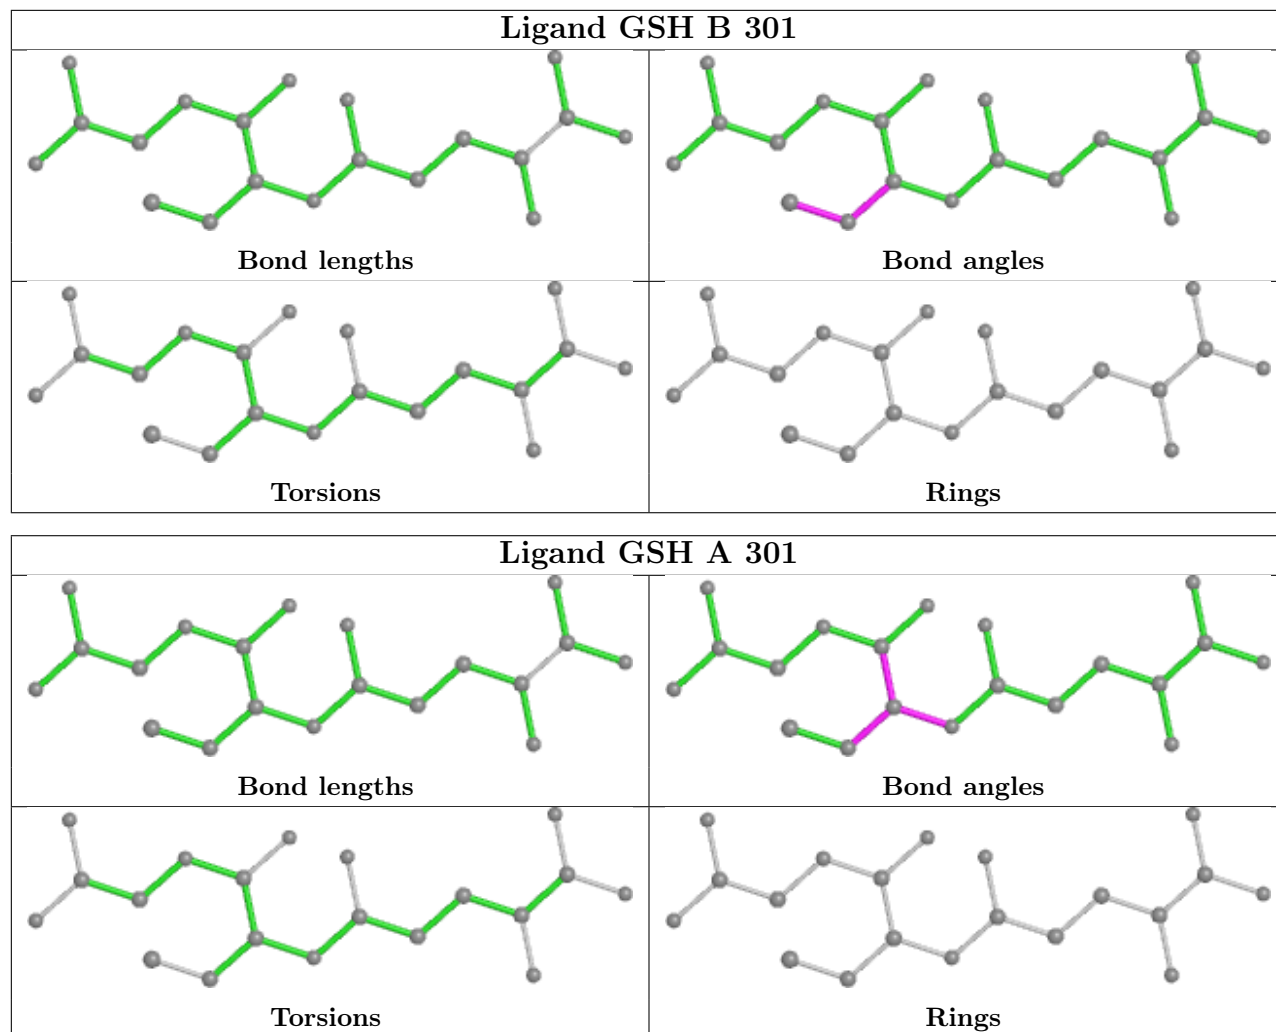 Ligand GSH B 301
Bond lengths
Bond angles
Torsions
Rings
Ligand GSH A 301
Bond lengths
Bond angles
Torsions
Rings